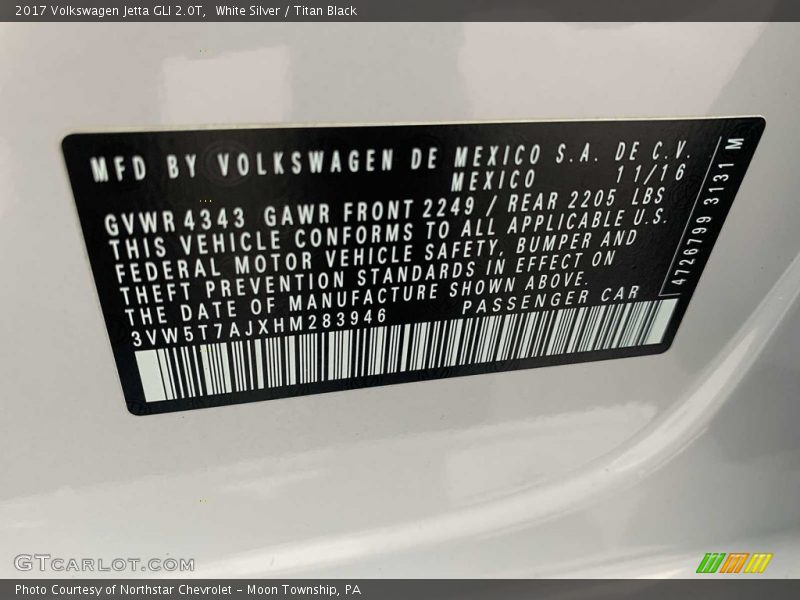 2017 Volkswagen Jetta GLI 2.0T,  White Silver / Titan Black
MFD BY VOLKSWAGEN DE MEXICO S.A. DE C.V.
MEXICO 11/16
GVWR 4343 GAWR FRONT 2249 / REAR 2205 LBS
THIS VEHICLE CONFORMS TO ALL APPLICABLE U.S.
FEDERAL MOTOR VEHICLE SAFETY, BUMPER AND
THEFT PREVENTION STANDARDS IN EFFECT ON
THE DATE OF MANUFACTURE SHOWN ABOVE.
3VW5T7AJXHM283946 PASSENGER CAR
4726799 3131 M
GTCARLOT.COM
Photo Courtesy of Northstar Chevrolet - Moon Township, PA